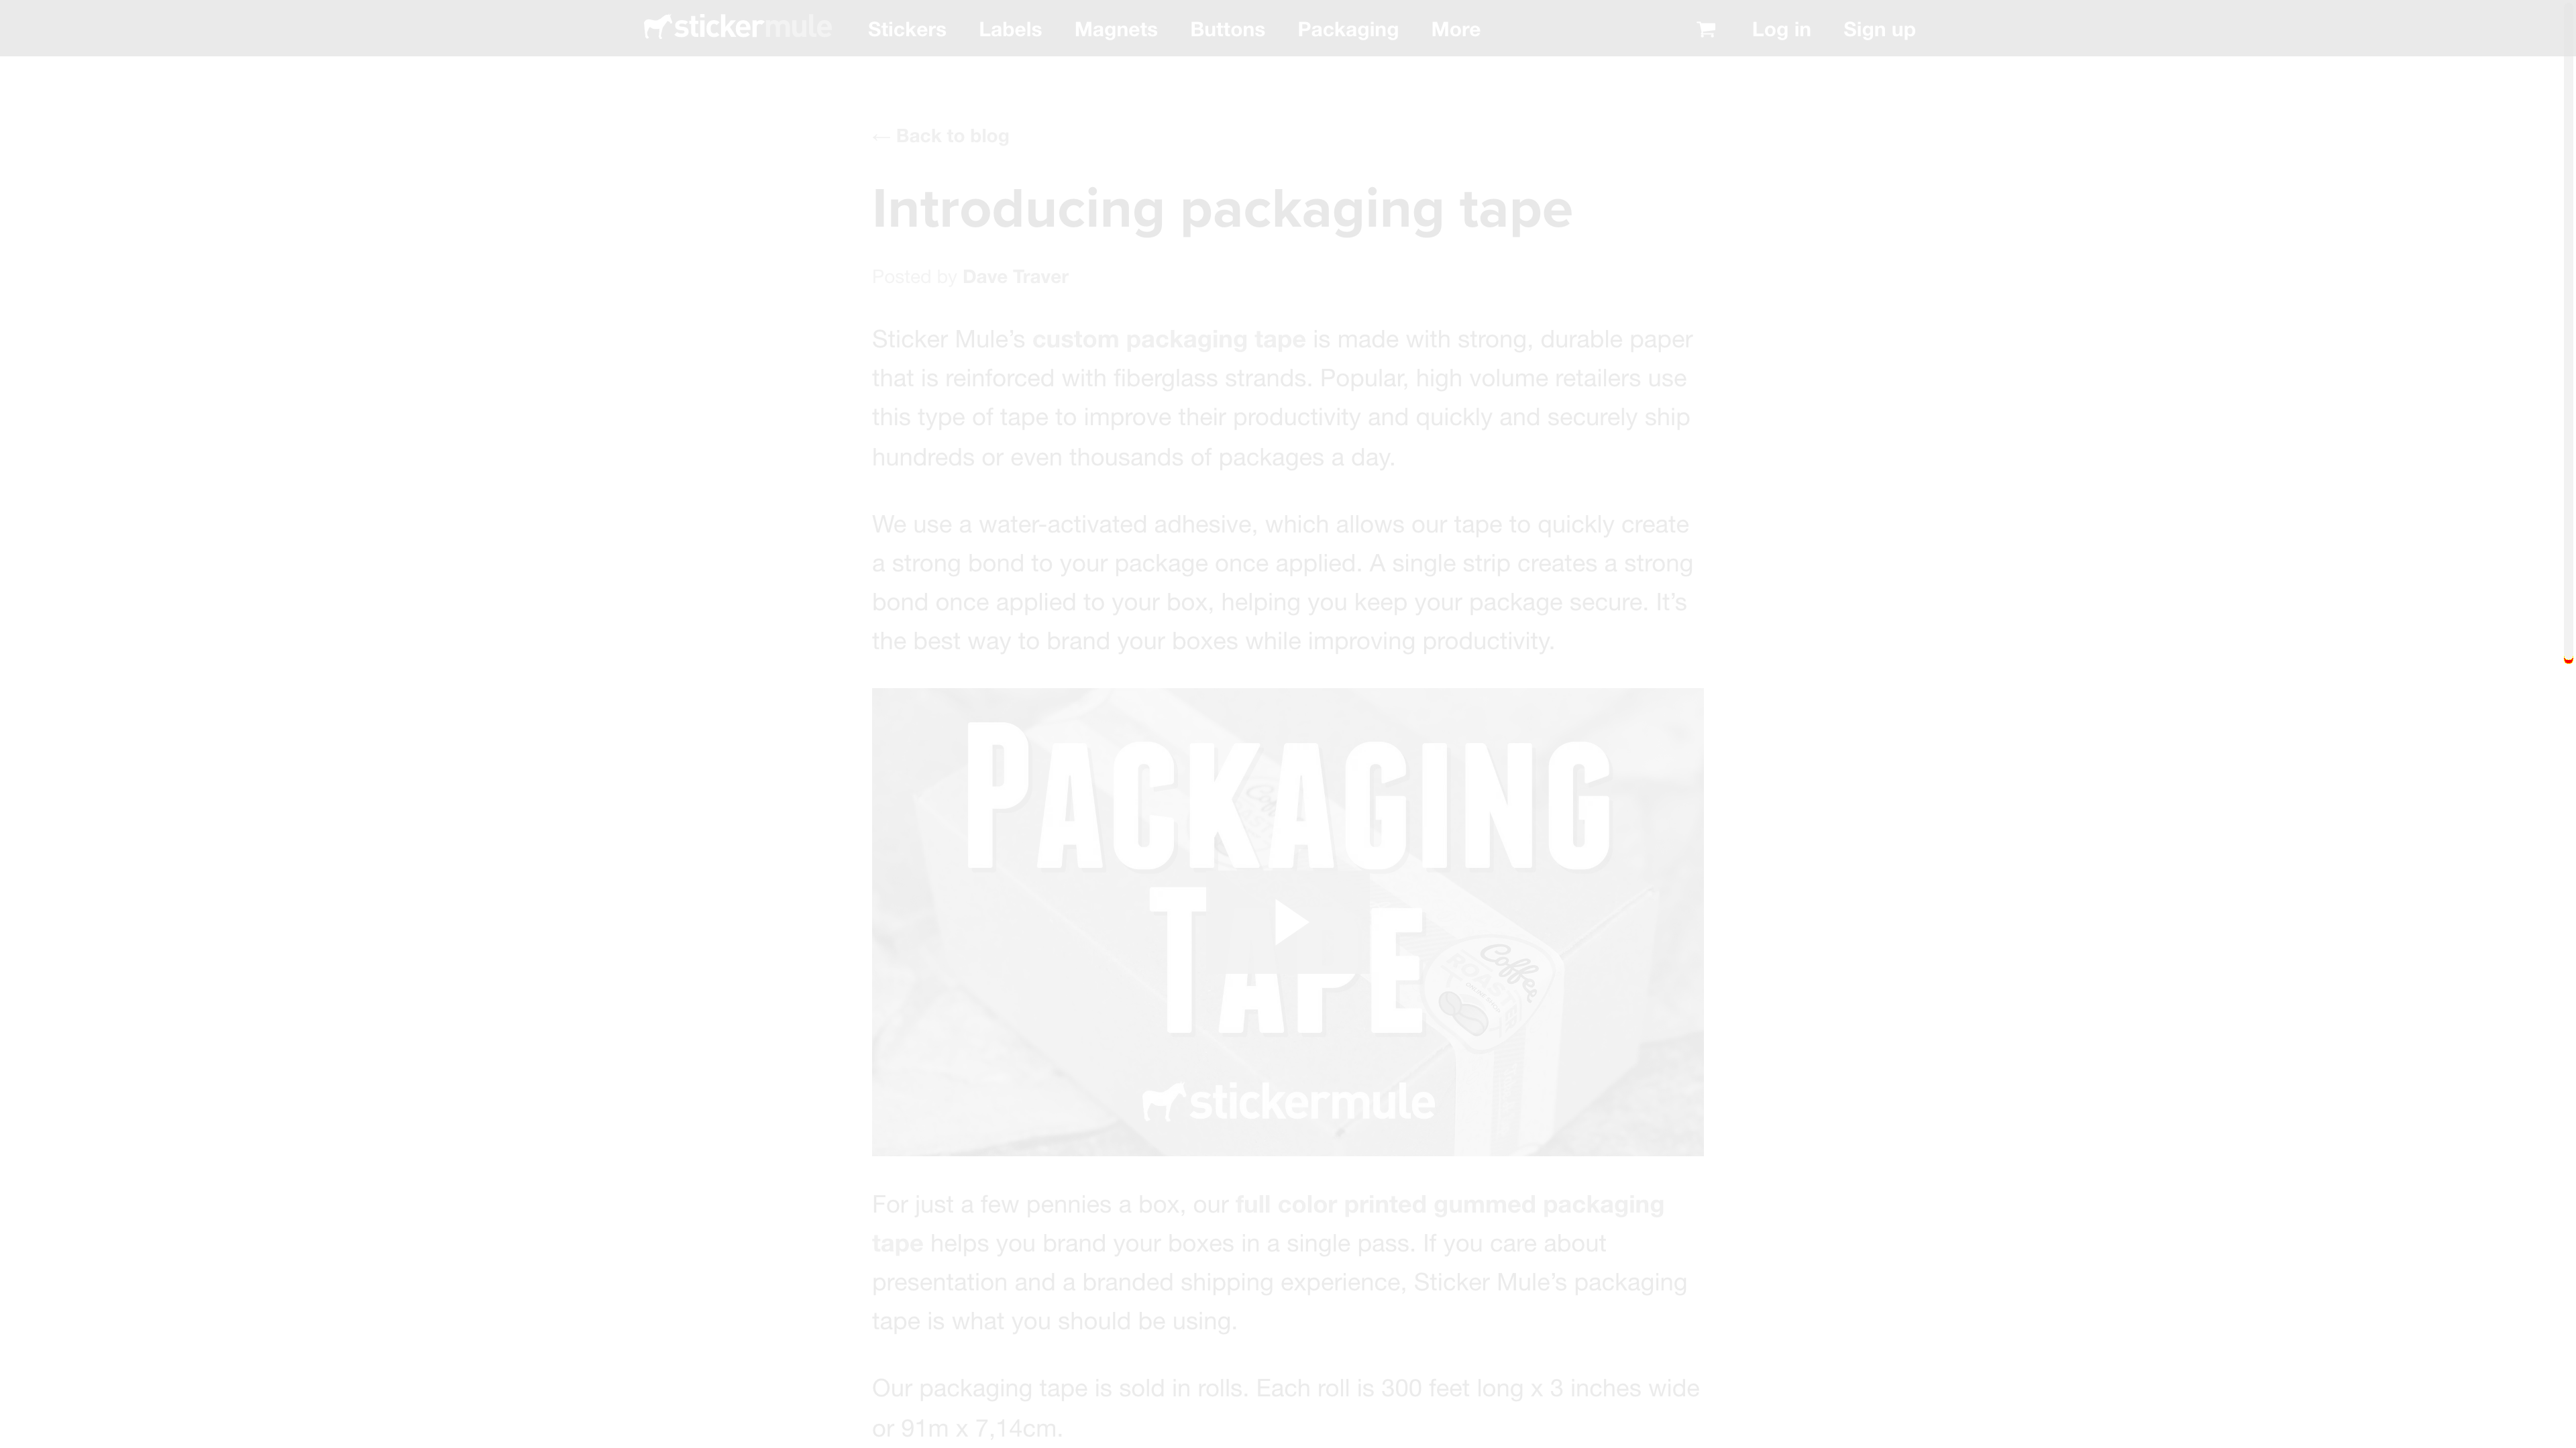 stickermule Stickers Labels Magnets Buttons Packaging More Log in Sign up
← Back to blog
Introducing packaging tape
Posted by Dave Traver
Sticker Mule’s custom packaging tape is made with strong, durable paper
that is reinforced with fiberglass strands. Popular, high volume retailers use
this type of tape to improve their productivity and quickly and securely ship
hundreds or even thousands of packages a day.
We use a water-activated adhesive, which allows our tape to quickly create
a strong bond to your package once applied. A single strip creates a strong
bond once applied to your box, helping you keep your package secure. It’s
the best way to brand your boxes while improving productivity.
PACKAGING
TAPE
Coffee
ROAST
stickermule
For just a few pennies a box, our full color printed gummed packaging
tape helps you brand your boxes in a single pass. If you care about
presentation and a branded shipping experience, Sticker Mule’s packaging
tape is what you should be using.
Our packaging tape is sold in rolls. Each roll is 300 feet long x 3 inches wide
or 91m x 7,14cm.